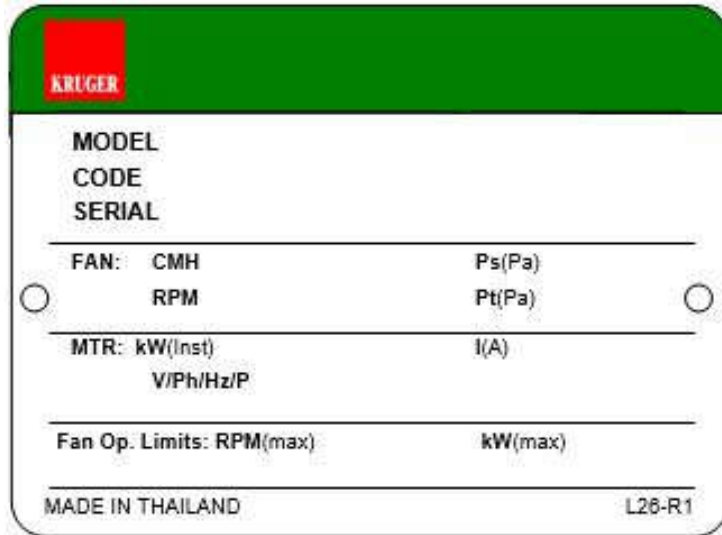 KRUGER
MODEL
CODE
SERIAL
FAN: CMH Ps(Pa)
RPM Pt(Pa)
MTR: kW(Inst) I(A)
V/Ph/Hz/P
Fan Op. Limits: RPM(max) kW(max)
MADE IN THAILAND L26-R1